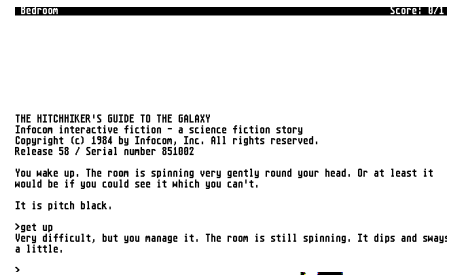 Bedroom Score: 0/1
THE HITCHHIKER'S GUIDE TO THE GALAXY
Infocom interactive fiction - a science fiction story
Copyright (c) 1984 by Infocom, Inc. All rights reserved.
Release 58 / Serial number 851002
You wake up. The room is spinning very gently round your head. Or at least it
would be if you could see it which you can't.
It is pitch black.
>get up
Very difficult, but you manage it. The room is still spinning. It dips and sways
a little.
>